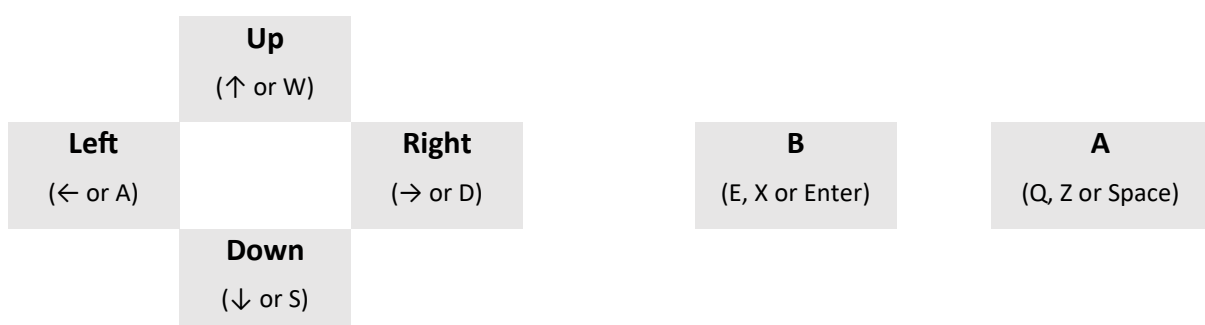 Up
(↑ or W)
Left
(← or A)
Right
(→ or D)
B
(E, X or Enter)
A
(Q, Z or Space)
Down
(↓ or S)